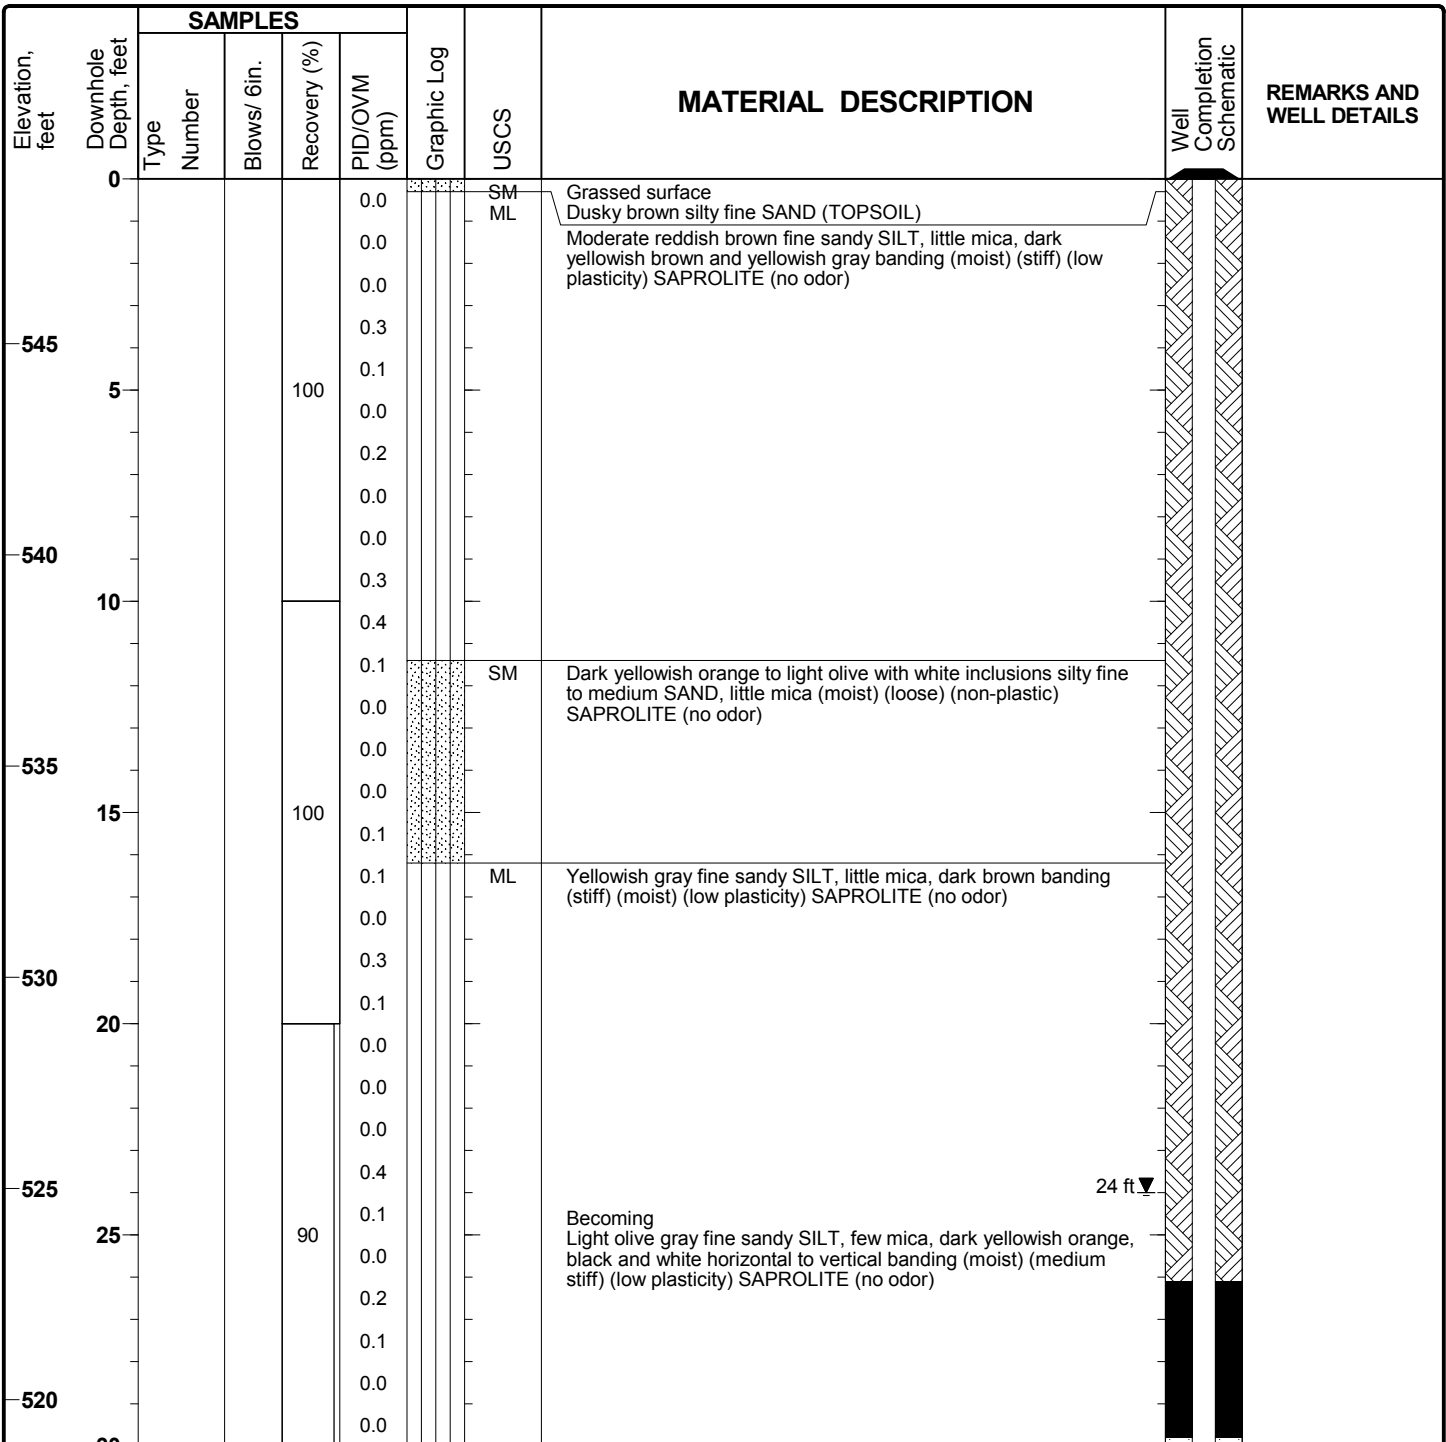 SAMPLES
Elevation, feet
Downhole Depth, feet
Type
Number
Blows/ 6in.
Recovery (%)
PID/OVM (ppm)
Graphic Log
USCS
MATERIAL DESCRIPTION
Well Completion Schematic
REMARKS AND
WELL DETAILS
0
SM Grassed surface
0.0
ML Dusky brown silty fine SAND (TOPSOIL)
Moderate reddish brown fine sandy SILT, little mica, dark
0.0
yellowish brown and yellowish gray banding (moist) (stiff) (low
plasticity) SAPROLITE (no odor)
0.0
0.3
545
0.1
5 100
0.0
0.2
0.0
0.0
540
0.3
10
0.4
0.1
SM Dark yellowish orange to light olive with white inclusions silty fine
to medium SAND, little mica (moist) (loose) (non-plastic)
0.0
SAPROLITE (no odor)
0.0
535
0.0
15 100
0.1
0.1 ML Yellowish gray fine sandy SILT, little mica, dark brown banding
(stiff) (moist) (low plasticity) SAPROLITE (no odor)
0.0
0.3
530
0.1
20
0.0
0.0
0.0
0.4
24 ft
525
0.1
Becoming
25 90
Light olive gray fine sandy SILT, few mica, dark yellowish orange,
0.0
black and white horizontal to vertical banding (moist) (medium
stiff) (low plasticity) SAPROLITE (no odor)
0.2
0.1
0.0
520
0.0